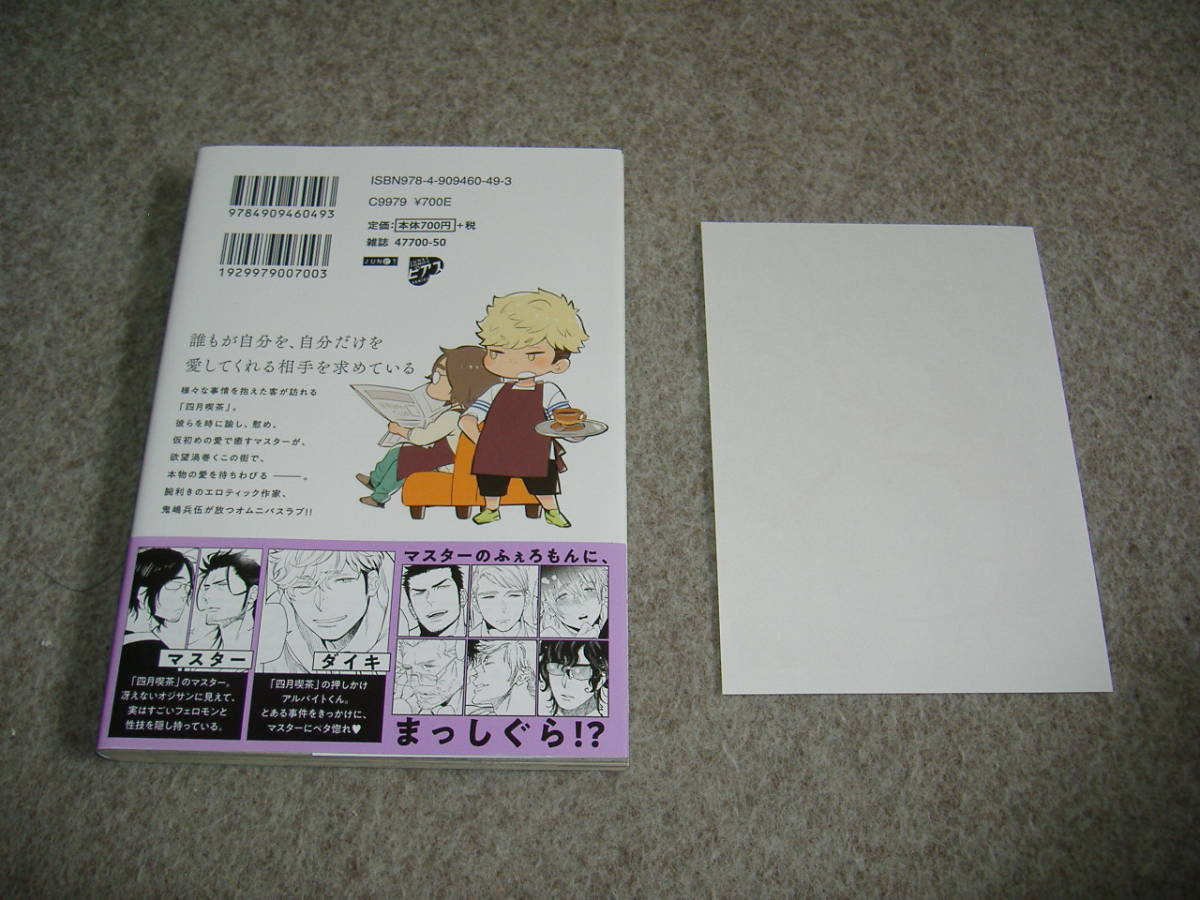 9784909460493
1929979007003
ISBN978-4-909460-49-3
C9979 ¥700E
定価:本体700円+税
雑誌 47700-50
JUNET
ピアス
誰もが自分を、自分だけを
愛してくれる相手を求めている
様々な事情を抱えた客が訪れる
「四月喫茶」。
彼らを時に諭し、慰め、
仮初めの愛で癒すマスターが、
欲望渦巻くこの街で、
本物の愛を待ちわびる――。
腕利きのエロティック作家、
鬼嶋兵伍が放つオムニバスラブ!!
マスター
「四月喫茶」のマスター。
冴えないオジサンに見えて、
実はすごいフェロモンと
性技を隠し持っている。
ダイキ
「四月喫茶」の押しかけ
アルバイトくん。
とある事件をきっかけに、
マスターにベタ惚れ♥
マスターのふぇろもんに、
まっしぐら!?